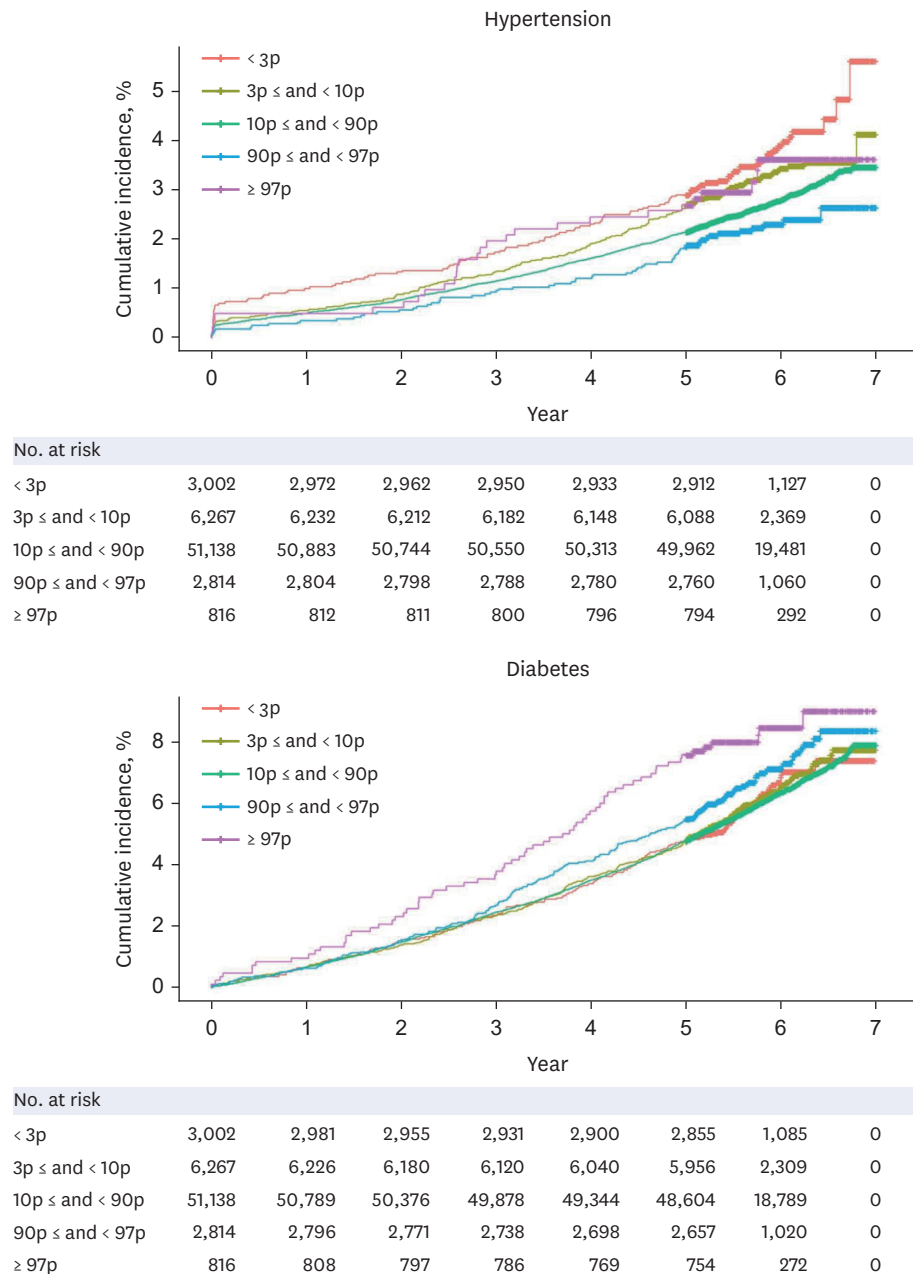 Hypertension
Cumulative incidence, %
5
4
3
2
1
0
< 3p
3p ≤ and < 10p
10p ≤ and < 90p
90p ≤ and < 97p
≥ 97p
0 1 2 3 4 5 6 7
Year
No. at risk
< 3p 3,002 2,972 2,962 2,950 2,933 2,912 1,127 0
3p ≤ and < 10p 6,267 6,232 6,212 6,182 6,148 6,088 2,369 0
10p ≤ and < 90p 51,138 50,883 50,744 50,550 50,313 49,962 19,481 0
90p ≤ and < 97p 2,814 2,804 2,798 2,788 2,780 2,760 1,060 0
≥ 97p 816 812 811 800 796 794 292 0
Diabetes
Cumulative incidence, %
8
6
4
2
0
< 3p
3p ≤ and < 10p
10p ≤ and < 90p
90p ≤ and < 97p
≥ 97p
0 1 2 3 4 5 6 7
Year
No. at risk
< 3p 3,002 2,981 2,955 2,931 2,900 2,855 1,085 0
3p ≤ and < 10p 6,267 6,226 6,180 6,120 6,040 5,956 2,309 0
10p ≤ and < 90p 51,138 50,789 50,376 49,878 49,344 48,604 18,789 0
90p ≤ and < 97p 2,814 2,796 2,771 2,738 2,698 2,657 1,020 0
≥ 97p 816 808 797 786 769 754 272 0